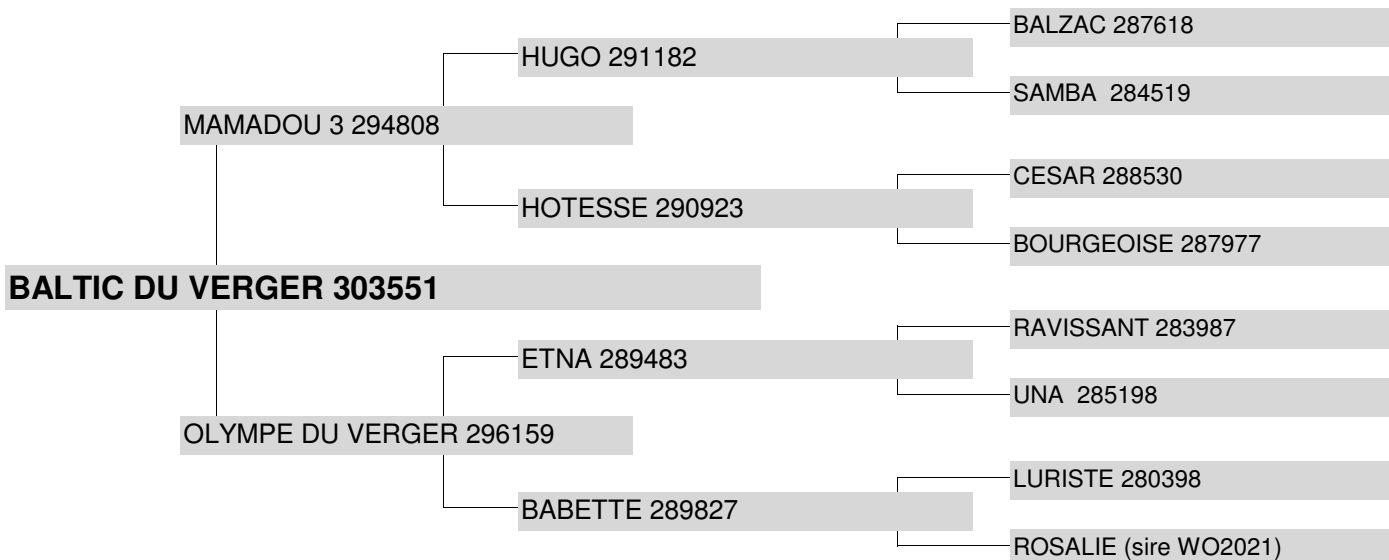 BALZAC 287618
HUGO 291182
SAMBA 284519
MAMADOU 3 294808
CESAR 288530
HOTESSE 290923
BOURGEOISE 287977
BALTIC DU VERGER 303551
RAVISSANT 283987
ETNA 289483
UNA 285198
OLYMPE DU VERGER 296159
LURISTE 280398
BABETTE 289827
ROSALIE (sire WO2021)